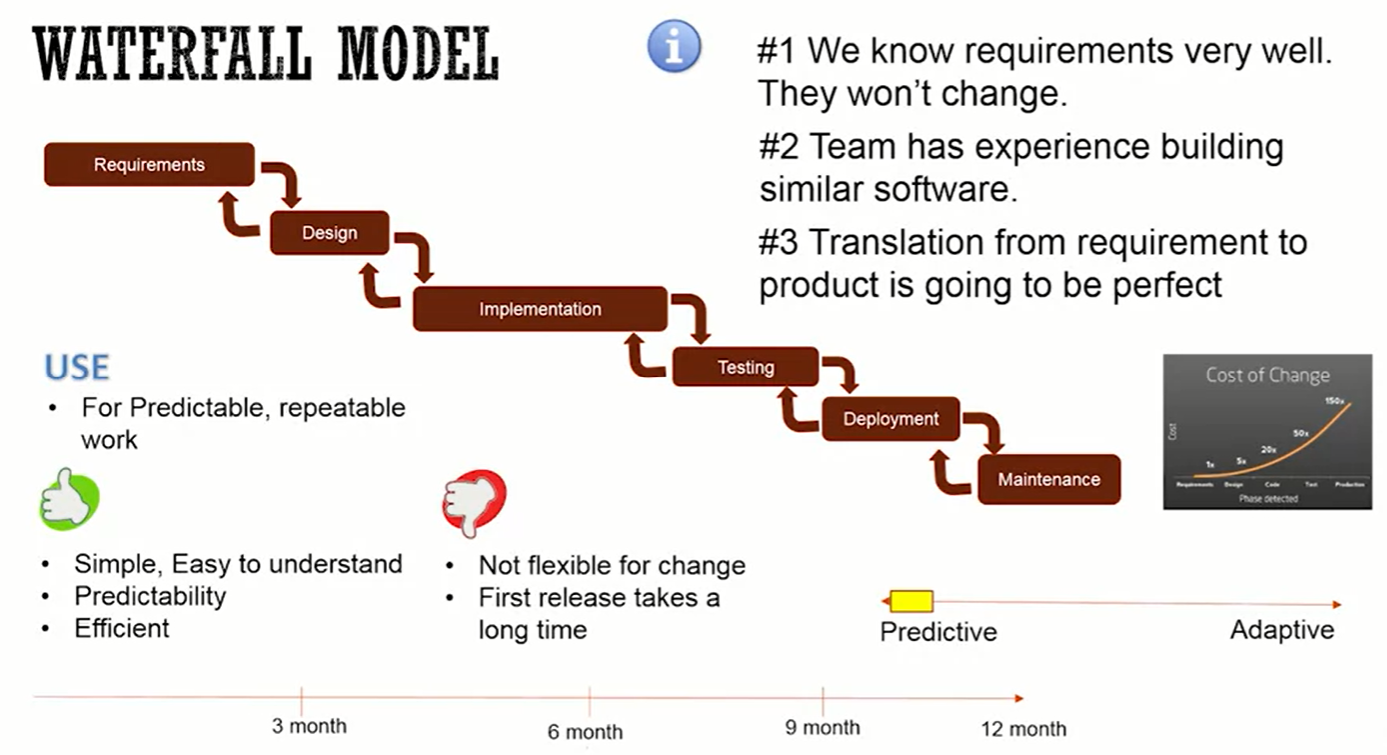 WATERFALL MODEL
i
#1 We know requirements very well.
They won’t change.
#2 Team has experience building
similar software.
#3 Translation from requirement to
product is going to be perfect
Requirements
Design
Implementation
Testing
Deployment
Maintenance
USE
• For Predictable, repeatable
work
• Simple, Easy to understand
• Predictability
• Efficient
• Not flexible for change
• First release takes a
long time
Cost of Change
Cost
1x
5x
20x
50x
150x
Requirements Design Code Test Production
Phase detected
Predictive Adaptive
3 month 6 month 9 month 12 month